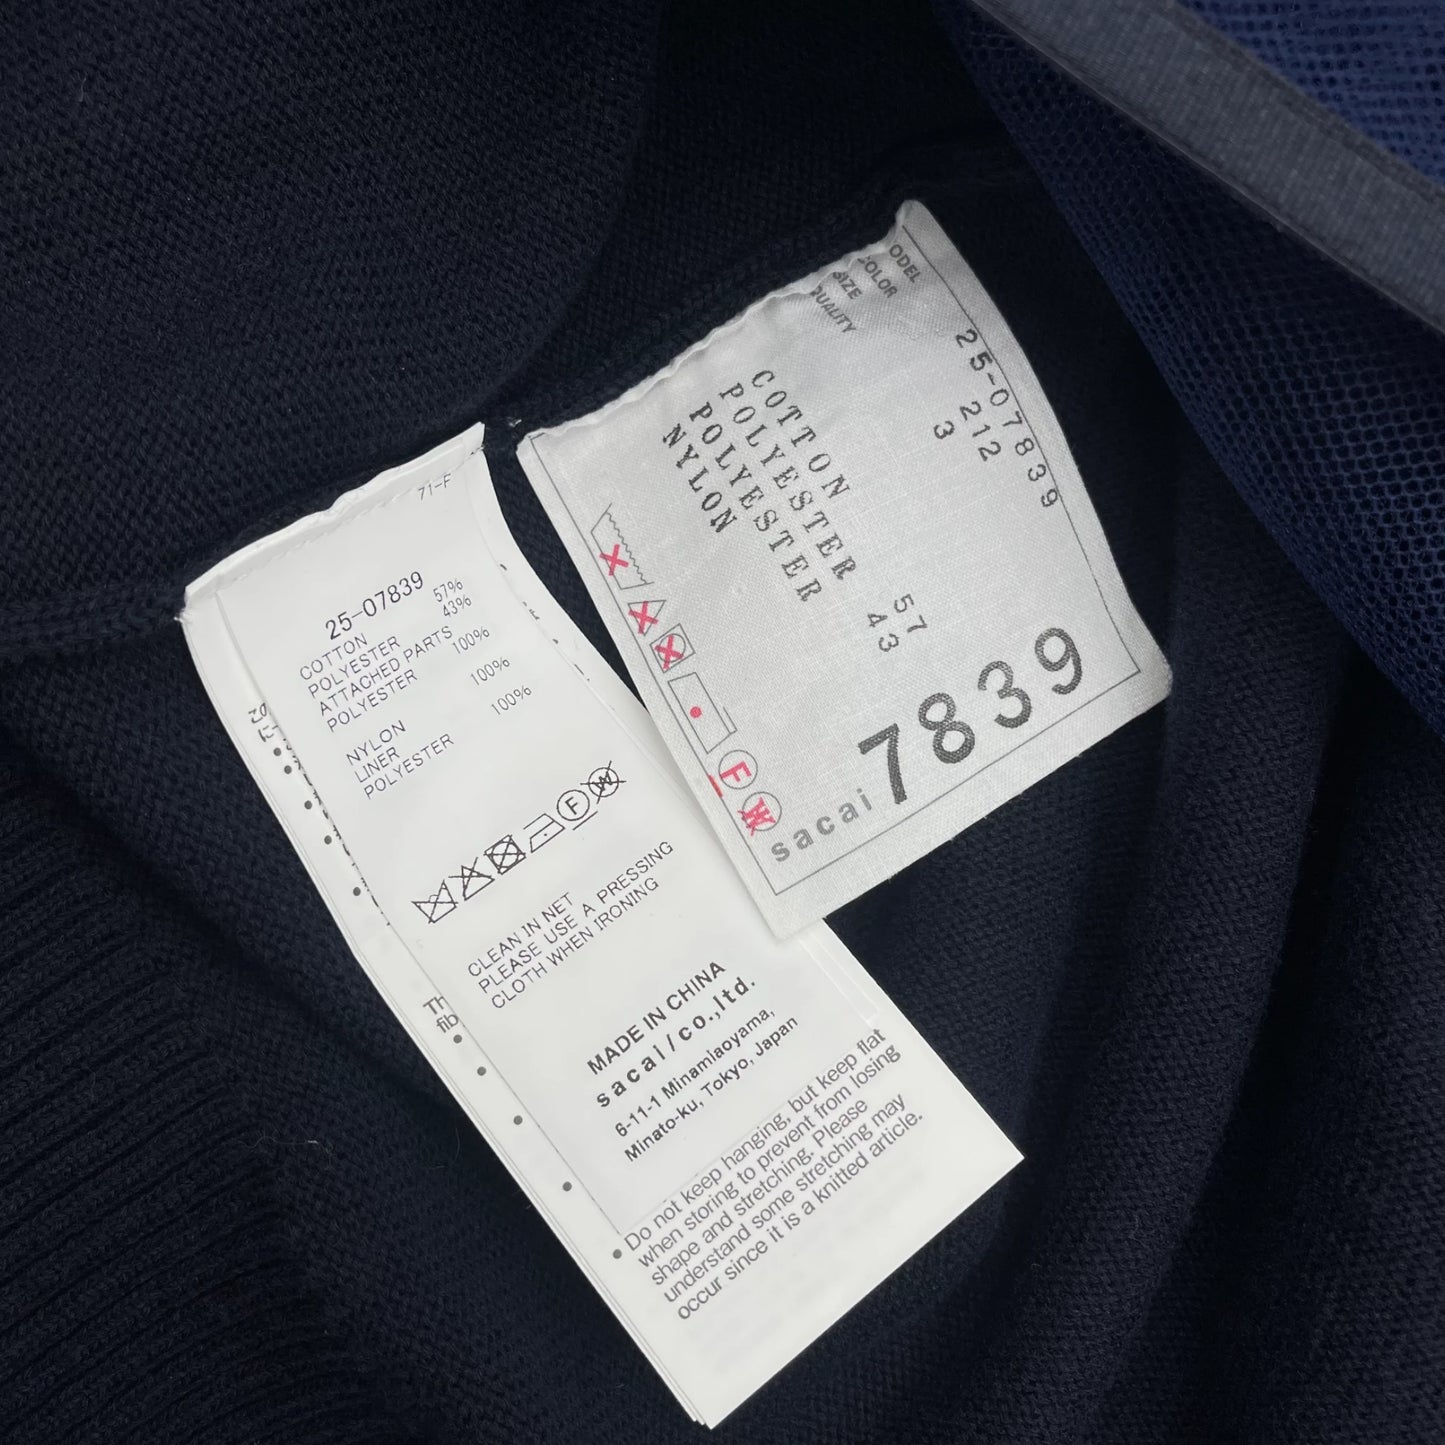 71-F
25-07839
COTTON 57%
POLYESTER 43%
ATTACHED PARTS
POLYESTER 100%
NYLON 100%
LINER
POLYESTER 100%
F
W
CLEAN IN NET
PLEASE USE A PRESSING
CLOTH WHEN IRONING
MADE IN CHINA
sacai/co.,ltd.
6-11-1 Minamiaoyama,
Minato-ku, Tokyo, Japan
Th
fib
Do not keep hanging, but keep flat
when storing to prevent from losing
shape and stretching. Please
understand some stretching may
occur since it is a knitted article.
ODEL 25-07839
COLOR 212
SIZE 3
QUALITY
COTTON 57
POLYESTER 43
POLYESTER
NYLON
F
W
sacai 7839